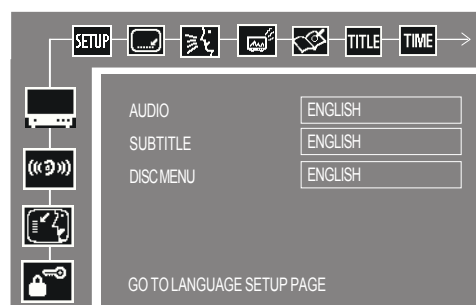 SETUP TITLE TIME
AUDIO ENGLISH
SUBTITLE ENGLISH
DISC MENU ENGLISH
GO TO LANGUAGE SETUP PAGE